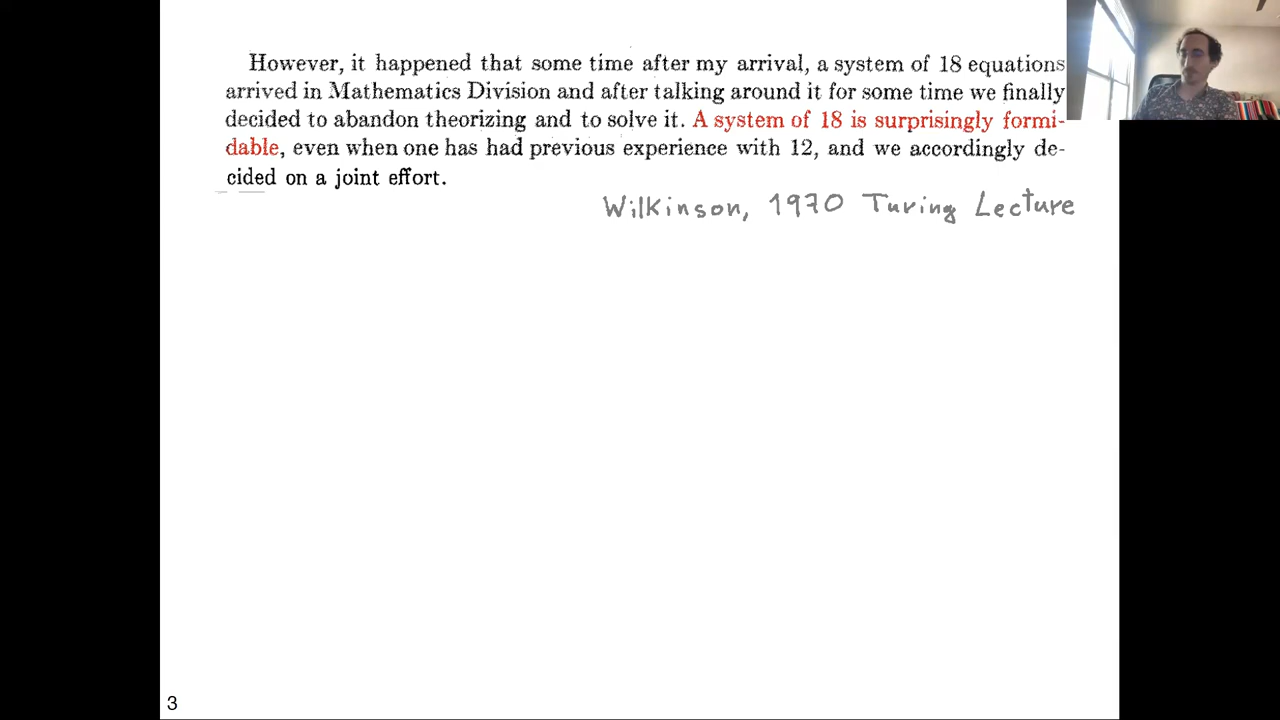 However, it happened that some time after my arrival, a system of 18 equations
arrived in Mathematics Division and after talking around it for some time we finally
decided to abandon theorizing and to solve it. A system of 18 is surprisingly formi-
dable, even when one has had previous experience with 12, and we accordingly de-
cided on a joint effort.
Wilkinson, 1970 Turing Lecture
3